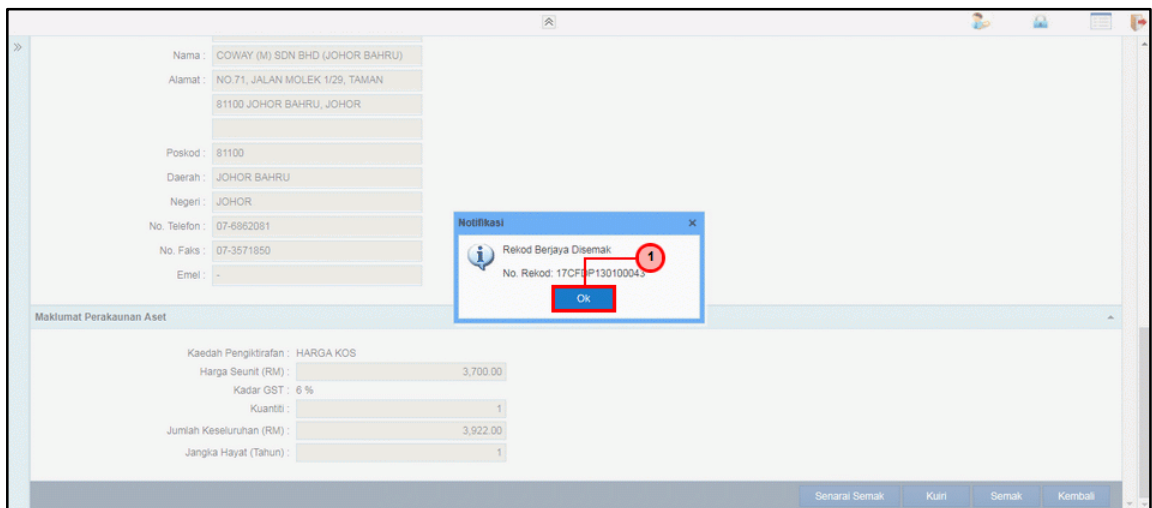 Nama : COWAY (M) SDN BHD (JOHOR BAHRU)
Alamat : NO.71, JALAN MOLEK 1/29, TAMAN
81100 JOHOR BAHRU, JOHOR
Poskod : 81100
Daerah : JOHOR BAHRU
Negeri : JOHOR
No. Telefon : 07-6862081
No. Faks : 07-3571850
Emel : -
Notifikasi
Rekod Berjaya Disemak
1
No. Rekod: 17CFDP130100043
Ok
Maklumat Perakaunan Aset
Kaedah Pengiktirafan : HARGA KOS
Harga Seunit (RM) : 3,700.00
Kadar GST : 6 %
Kuantiti : 1
Jumlah Keseluruhan (RM) : 3,922.00
Jangka Hayat (Tahun) : 1
Senarai Semak Kuiri Semak Kembali